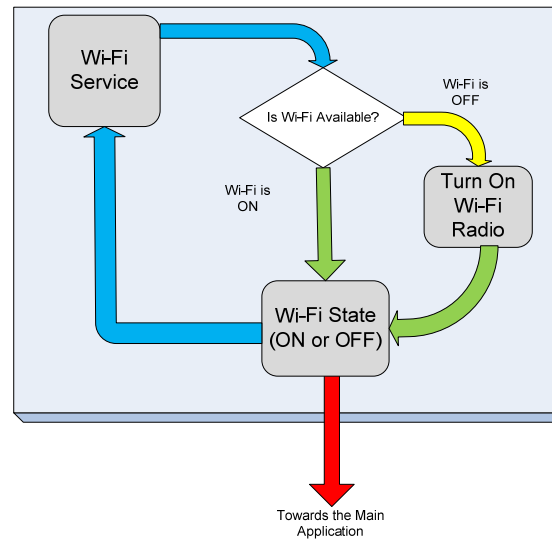 Wi-Fi
Service
Is Wi-Fi Available?
Wi-Fi is
OFF
Wi-Fi is
ON
Turn On
Wi-Fi
Radio
Wi-Fi State
(ON or OFF)
Towards the Main
Application